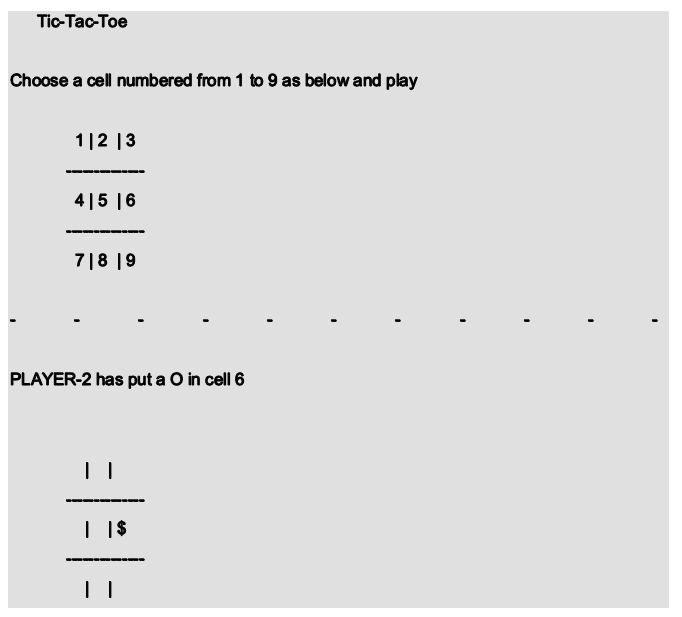 Tic-Tac-Toe
Choose a cell numbered from 1 to 9 as below and play
1 | 2 | 3
-------------
4 | 5 | 6
-------------
7 | 8 | 9
- - - - - - - - - - -
PLAYER-2 has put a O in cell 6
| |
-------------
| | $
-------------
| |